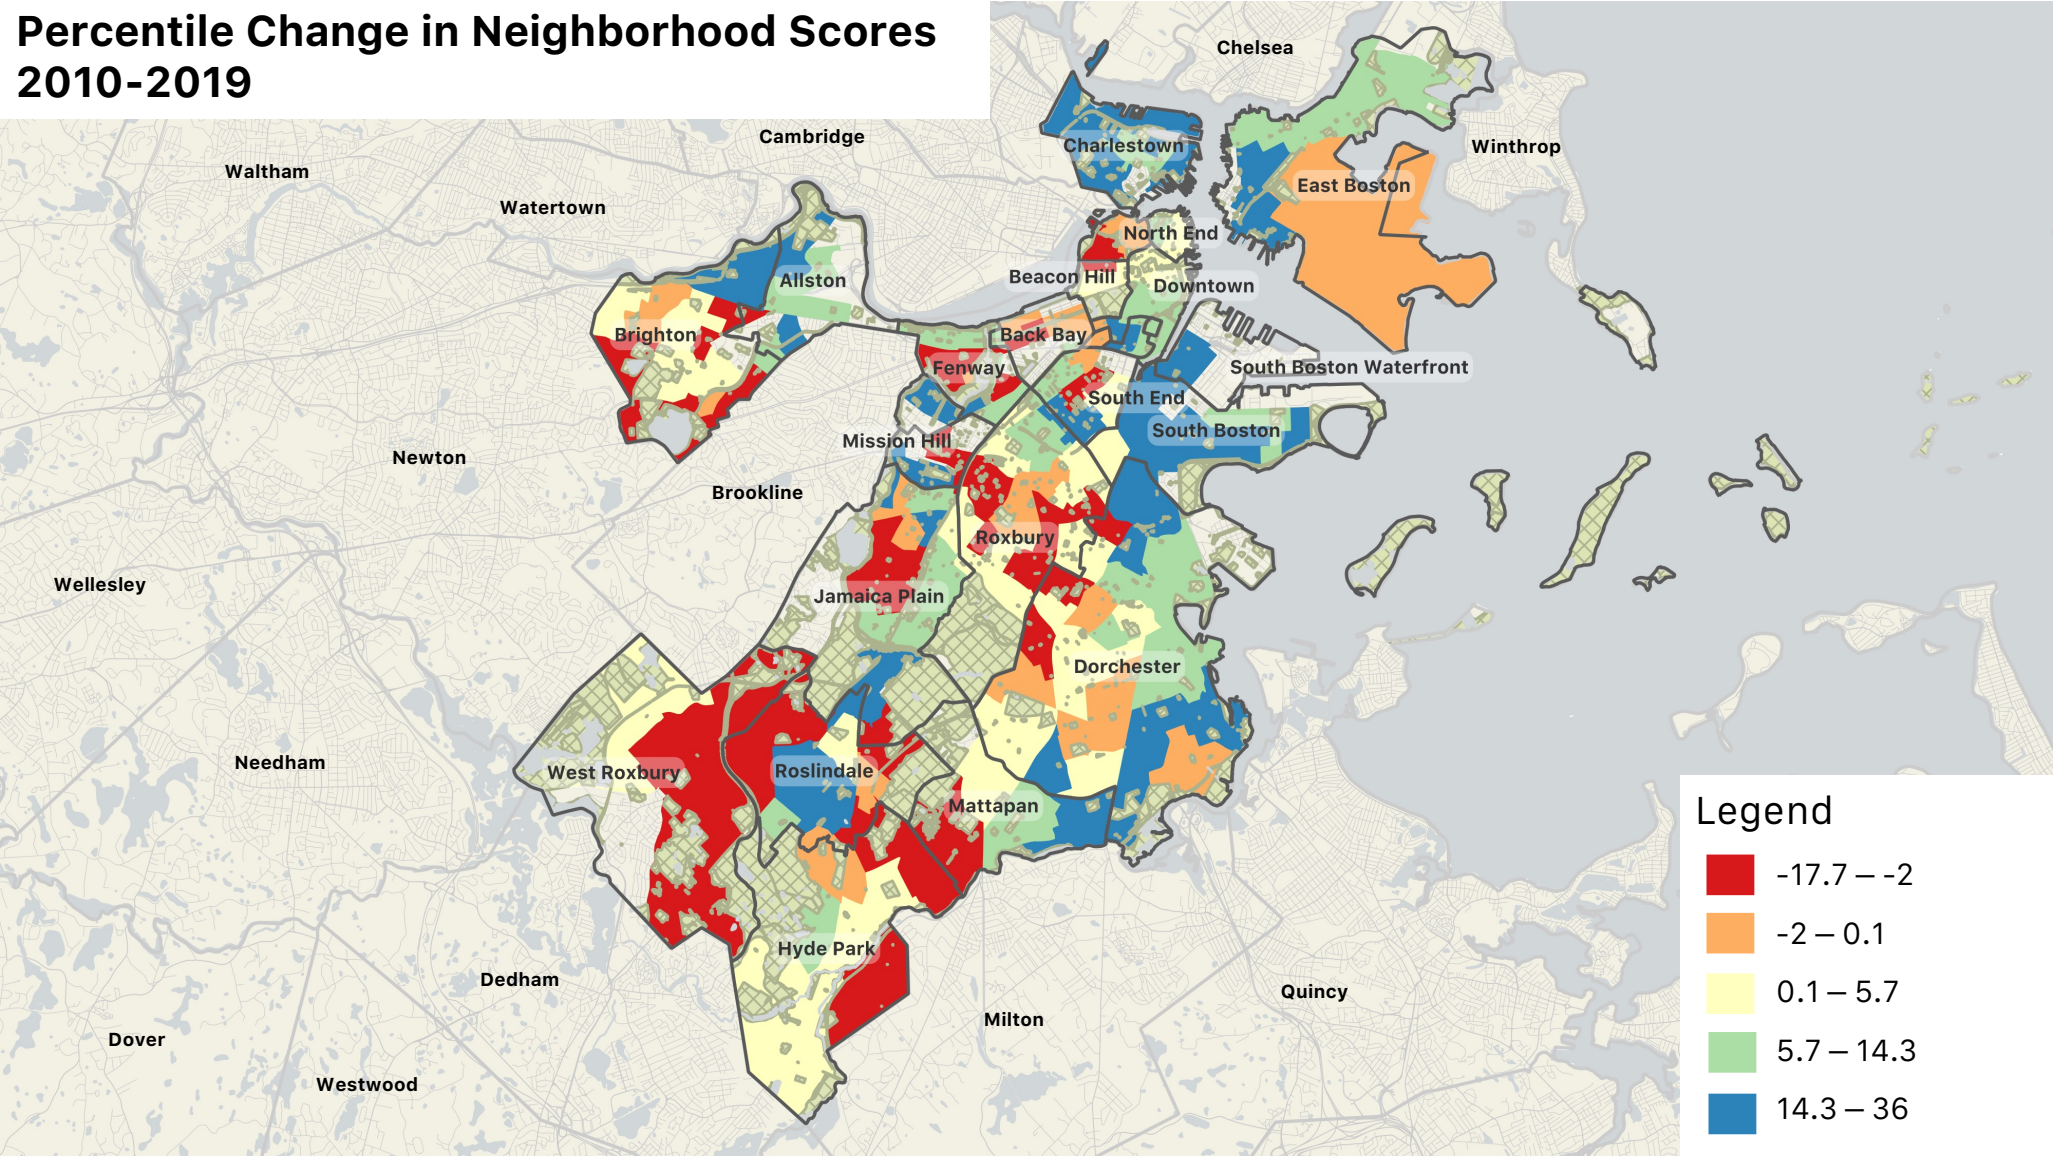 Percentile Change in Neighborhood Scores
2010-2019
Chelsea
Cambridge
Charlestown
Winthrop
Waltham
East Boston
Watertown
North End
Beacon Hill
Allston
Downtown
Brighton
Back Bay
Fenway
South Boston Waterfront
South End
South Boston
Mission Hill
Newton
Brookline
Roxbury
Wellesley
Jamaica Plain
Dorchester
Needham
West Roxbury
Roslindale
Mattapan
Hyde Park
Dedham
Quincy
Milton
Dover
Westwood
Legend
-17.7 – -2
-2 – 0.1
0.1 – 5.7
5.7 – 14.3
14.3 – 36